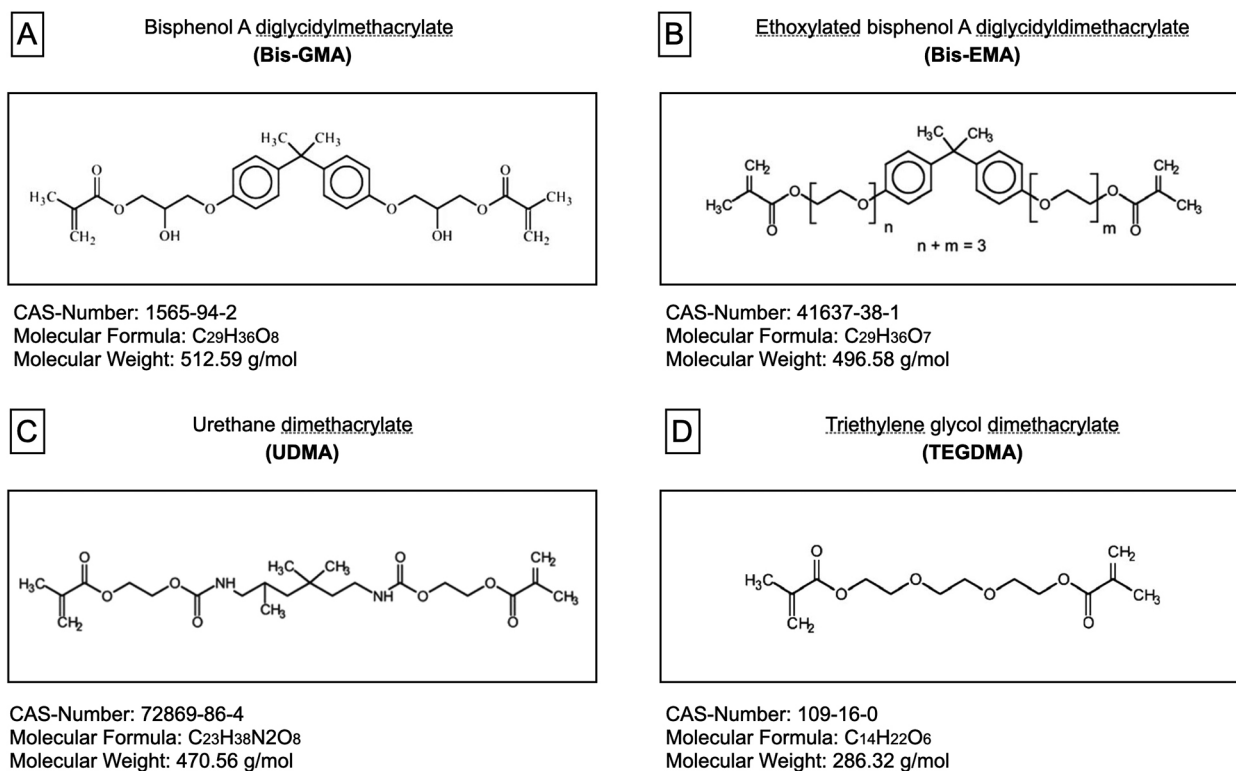 A
Bisphenol A diglycidylmethacrylate
(Bis-GMA)
H₃C CH₃
O O
H₃C CH₃
O O O O
CH₂ OH OH CH₂
CAS-Number: 1565-94-2
Molecular Formula: C₂₉H₃₆O₈
Molecular Weight: 512.59 g/mol
B
Ethoxylated bisphenol A diglycidyldimethacrylate
(Bis-EMA)
H₃C CH₃
CH₂ CH₂
O O
H₃C O O CH₃
O n m O
n + m = 3
CAS-Number: 41637-38-1
Molecular Formula: C₂₉H₃₆O₇
Molecular Weight: 496.58 g/mol
C
Urethane dimethacrylate
(UDMA)
O H₃C CH₃ O CH₂
H₃C O NH O
O NH O CH₃
CH₂ O CH₃ O
CAS-Number: 72869-86-4
Molecular Formula: C₂₃H₃₈N2O₈
Molecular Weight: 470.56 g/mol
D
Triethylene glycol dimethacrylate
(TEGDMA)
O CH₂
H₃C O O
O O CH₃
CH₂ O
CAS-Number: 109-16-0
Molecular Formula: C₁₄H₂₂O₆
Molecular Weight: 286.32 g/mol